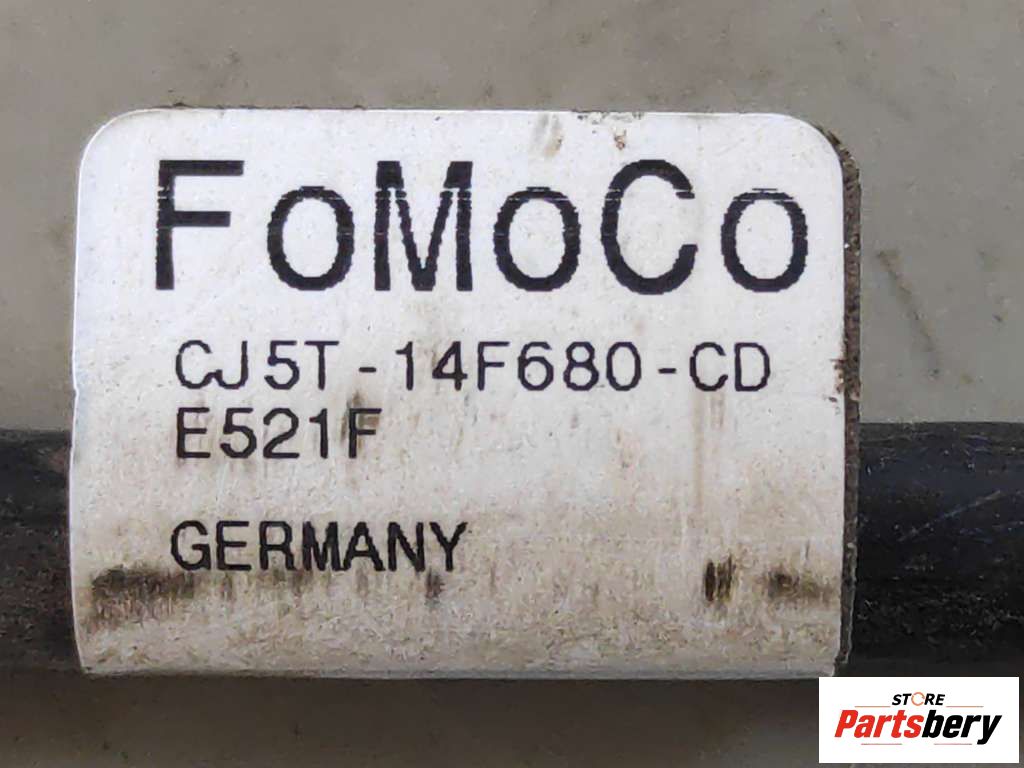 FoMoCo
CJ5T-14F680-CD
E521F
GERMANY
STORE
Partsbery